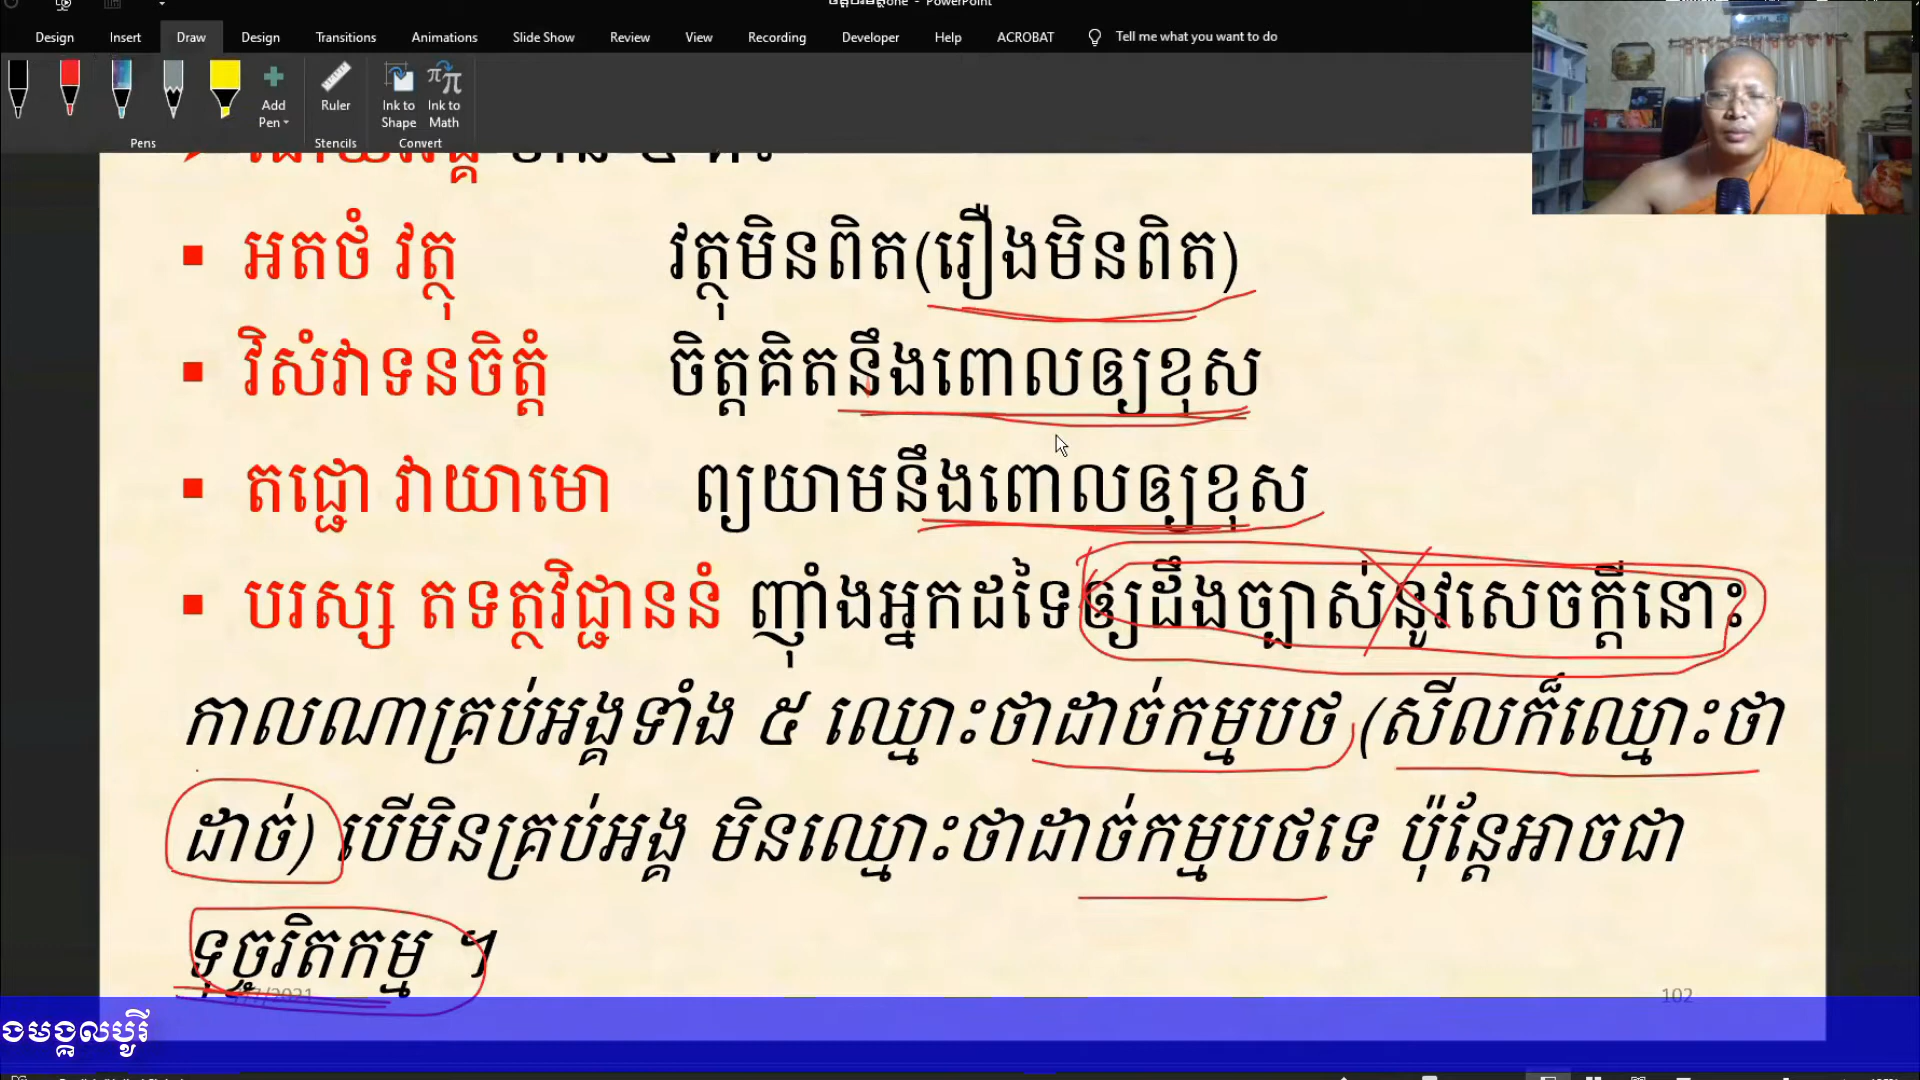 PowerPoint
Design Insert Draw Design Transitions Animations Slide Show Review View Recording Developer Help ACROBAT Tell me what you want to do
Add Pen Ruler Ink to Shape Ink to Math
Pens Stencils Convert
អតថំ វត្ថុ វត្ថុមិនពិត(រឿងមិនពិត)
វិសំវាទនចិត្តំ ចិត្តគិតនឹងពោលឲ្យខុស
តជ្ជោ វាយាមោ ព្យយាមនឹងពោលឲ្យខុស
បរស្ស តទត្ថវិជ្ជាននំ ញ៉ាំងអ្នកដទៃឲ្យដឹងច្បាស់នូវសេចក្តីនោះ
កាលណាគ្រប់អង្គទាំង ៥ ឈ្មោះថាដាច់កម្មបថ (សីលក៏ឈ្មោះថា
ដាច់) បើមិនគ្រប់អង្គ មិនឈ្មោះថាដាច់កម្មបថទេ ប៉ុន្តែអាចជា
ទុច្ចរិតកម្ម ។
102
ងមង្គលបូរី